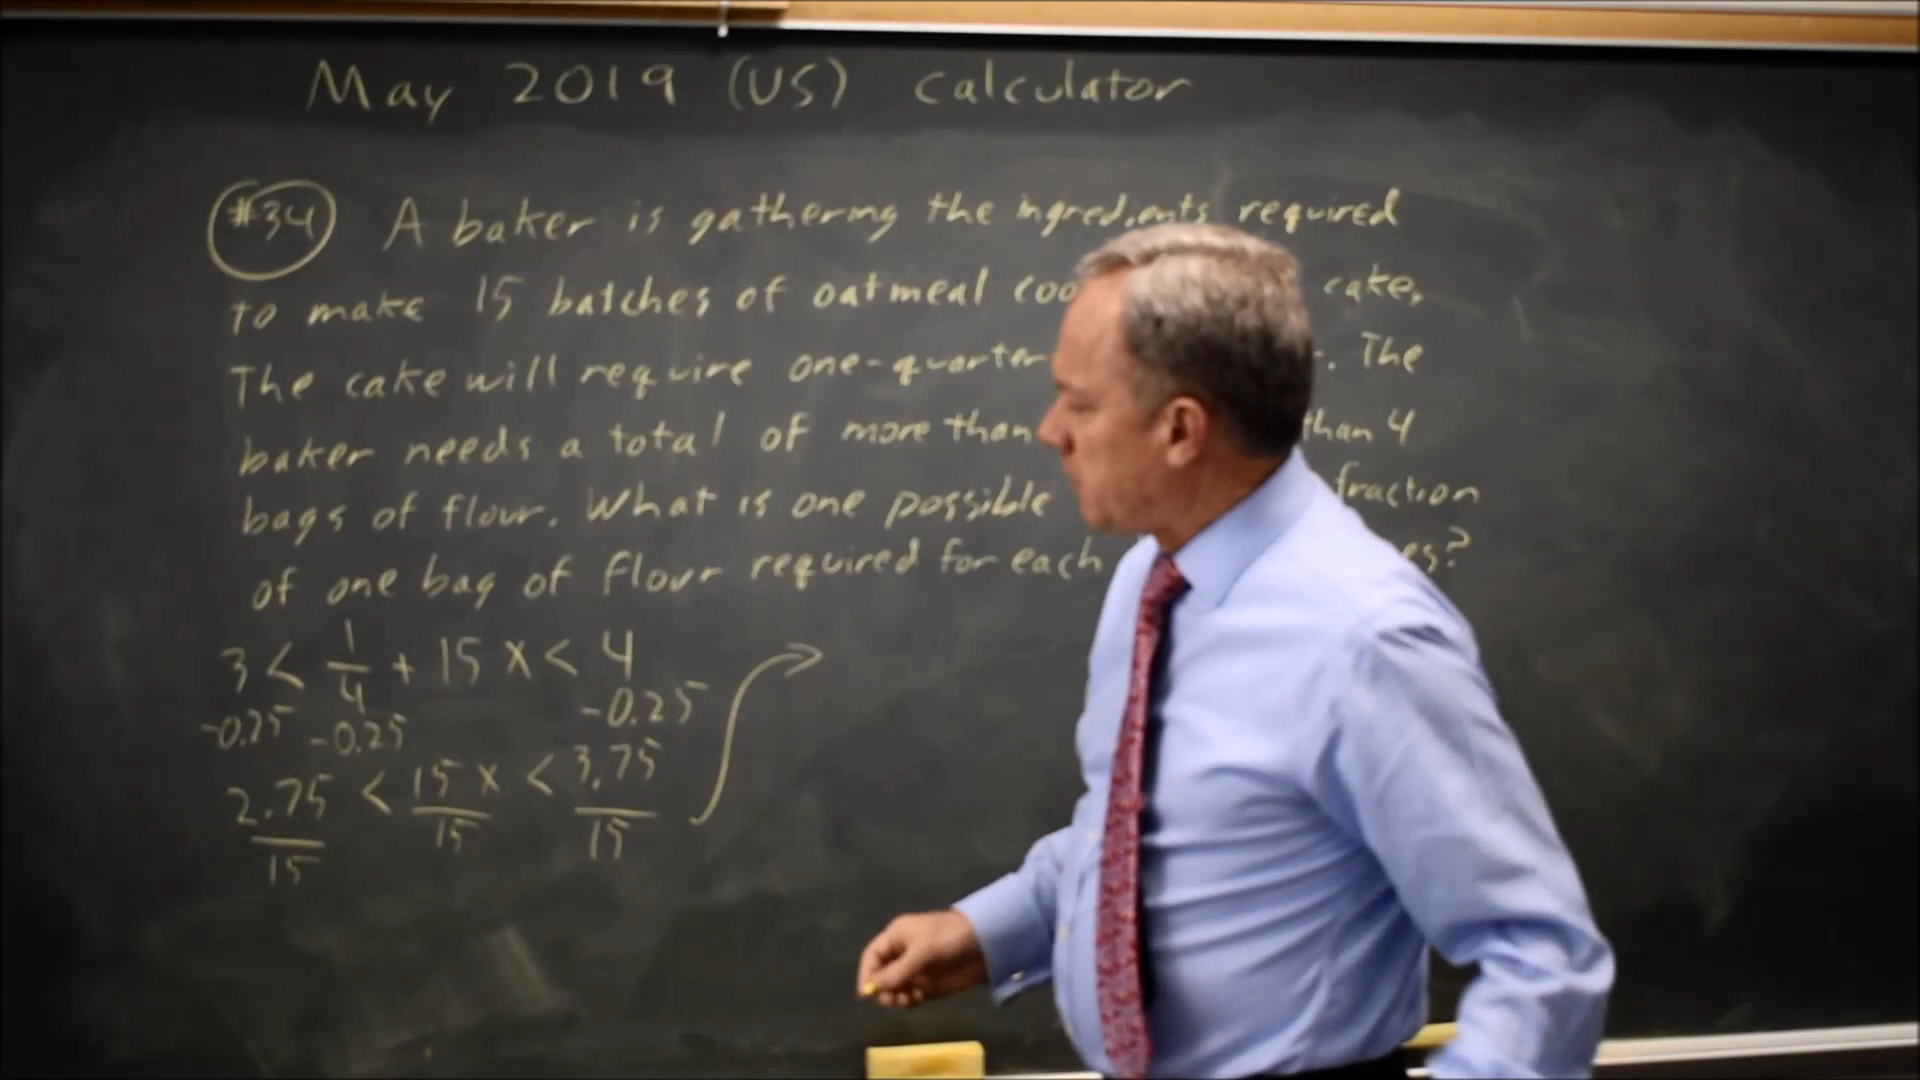 May 2019 (US) Calculator
#34 A baker is gathering the ingredients required
to make 15 batches of oatmeal cake.
The cake will require one-quarter The
baker needs a total of more than than 4
bags of flour. What is one possible fraction
of one bag of flour required for each
3 < 1/4 + 15x < 4
-0.25 -0.25 -0.25
2.75/15 < 15x/15 < 3.75/15